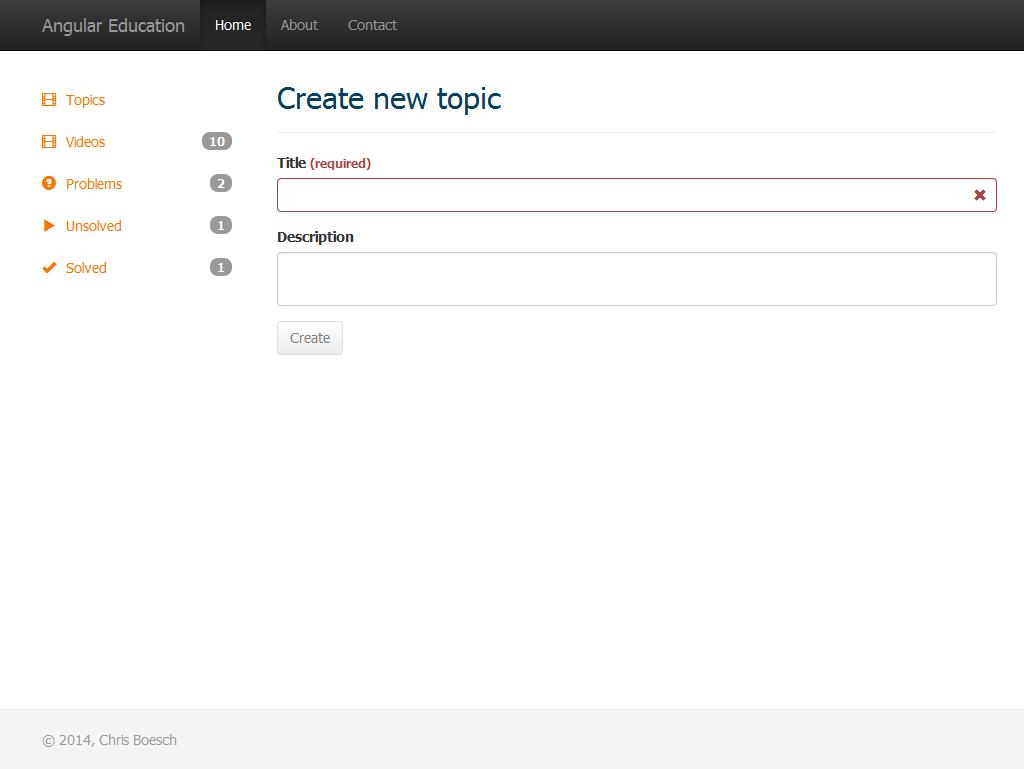 Angular Education Home About Contact
Topics
Videos 10
Problems 2
Unsolved 1
Solved 1
Create new topic
Title (required)
Description
Create
© 2014, Chris Boesch